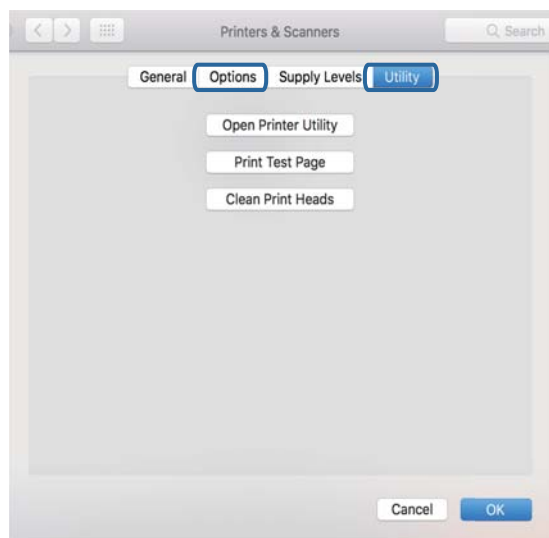 Printers & Scanners
Search
General Options Supply Levels Utility
Open Printer Utility
Print Test Page
Clean Print Heads
Cancel OK